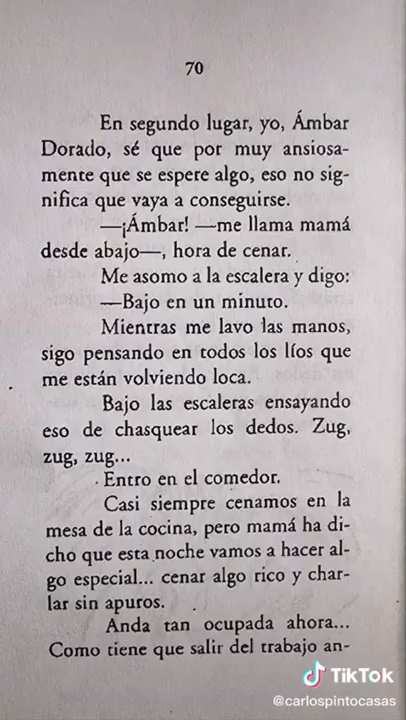 70
En segundo lugar, yo, Ámbar
Dorado, sé que por muy ansiosa-
mente que se espere algo, eso no sig-
nifica que vaya a conseguirse.
—¡Ámbar! —me llama mamá
desde abajo—, hora de cenar.
Me asomo a la escalera y digo:
—Bajo en un minuto.
Mientras me lavo las manos,
sigo pensando en todos los líos que
me están volviendo loca.
Bajo las escaleras ensayando
eso de chasquear los dedos. Zug,
zug, zug...
Entro en el comedor.
Casi siempre cenamos en la
mesa de la cocina, pero mamá ha di-
cho que esta noche vamos a hacer al-
go especial... cenar algo rico y char-
lar sin apuros.
Anda tan ocupada ahora...
Como tiene que salir del trabajo an-
TikTok
@carlospintocasas